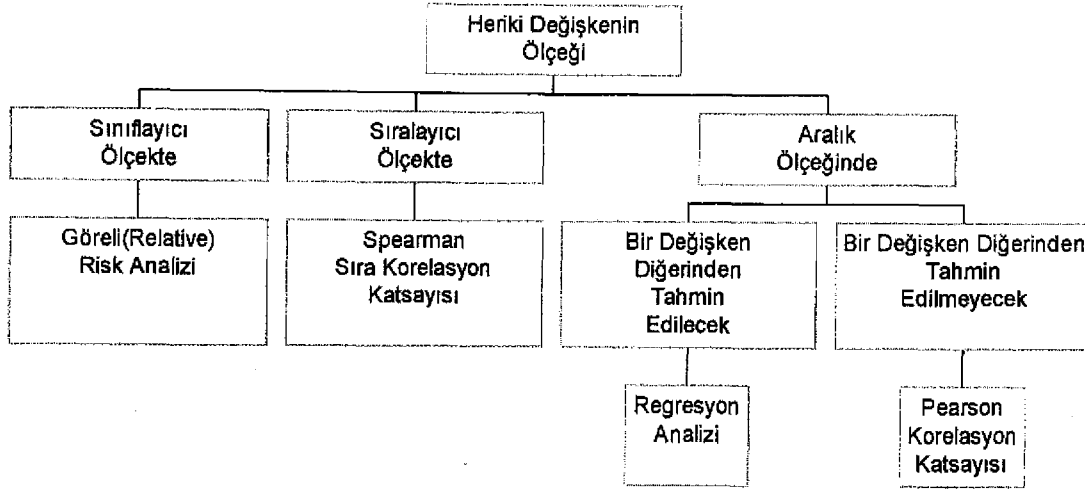 Heriki Değişkenin
Ölçeği
Sınıflayıcı
Ölçekte
Sıralayıcı
Ölçekte
Aralık
Ölçeğinde
Göreli(Relative)
Risk Analizi
Spearman
Sıra Korelasyon
Katsayısı
Bir Değişken
Diğerinden
Tahmin
Edilecek
Bir Değişken Diğerinden
Tahmin
Edilmeyecek
Regresyon
Analizi
Pearson
Korelasyon
Katsayısı